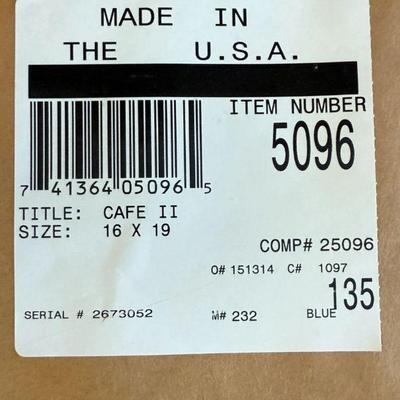 MADE IN
THE U.S.A.
ITEM NUMBER
5096
7 41364 05096 5
TITLE: CAFE II
SIZE: 16 X 19
COMP# 25096
O# 151314 C# 1097
135
SERIAL # 2673052 M# 232 BLUE